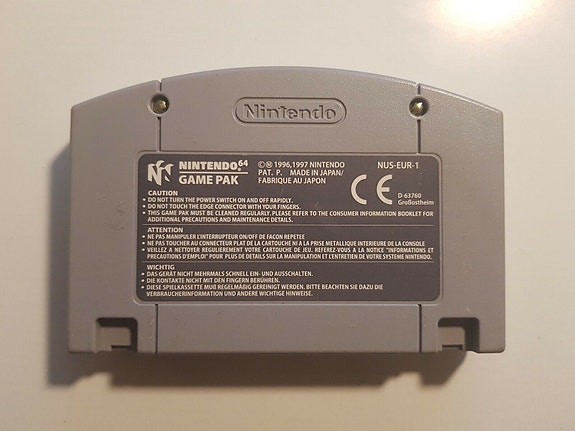 Nintendo
NINTENDO 64
GAME PAK
© Ⓜ 1996,1997 NINTENDO
PAT. P. MADE IN JAPAN/
FABRIQUE AU JAPON
NUS-EUR-1
CE
D-63760
Großostheim
CAUTION
• DO NOT TURN THE POWER SWITCH ON AND OFF RAPIDLY.
• DO NOT TOUCH THE EDGE CONNECTOR WITH YOUR FINGERS.
• THIS GAME PAK MUST BE CLEANED REGULARLY. PLEASE REFER TO THE CONSUMER INFORMATION BOOKLET FOR
ADDITIONAL PRECAUTIONS AND MAINTENANCE DETAILS.
ATTENTION
• NE PAS MANIPULER L'INTERRUPTEUR ON/OFF DE FACON REPETEE
• NE PAS TOUCHER AU CONNECTEUR PLAT DE LA CARTOUCHE NI A LA PRISE METALLIQUE INTERIEURE DE LA CONSOLE
• VEILLEZ A NETTOYER REGULIEREMENT VOTRE CARTOUCHE DE JEU. REFEREZ-VOUS A LA NOTICE "INFORMATIONS ET
PRECAUTIONS D'EMPLOI" POUR PLUS DE DETAILS SUR LA MANIPULATION ET L'ENTRETIEN DE VOTRE SYSTEME NINTENDO.
WICHTIG
• DAS GERÄT NICHT MEHRMALS SCHNELL EIN- UND AUSSCHALTEN.
• DIE KONTAKTE NICHT MIT DEN FINGERN BERÜHREN.
• DIESE SPIELKASSETTE MUß REGELMÄßIG GEREINIGT WERDEN. BITTE BEACHTEN SIE DAZU DIE
VERBRAUCHERINFORMATION UND ANDERE WICHTIGE HINWEISE.